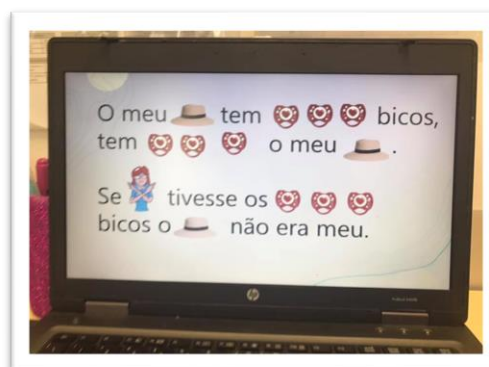 O meu tem bicos,
tem o meu .
Se tivesse os
bicos o não era meu.
hp